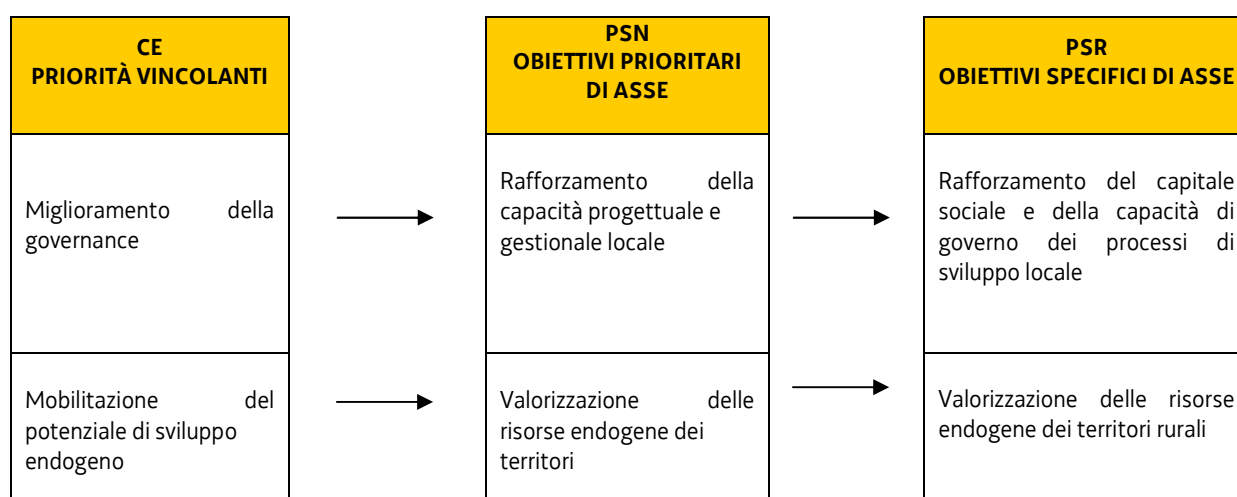 CE
PRIORITÀ VINCOLANTI
PSN
OBIETTIVI PRIORITARI
DI ASSE
PSR
OBIETTIVI SPECIFICI DI ASSE
Miglioramento della
governance
Rafforzamento della
capacità progettuale e
gestionale locale
Rafforzamento del capitale
sociale e della capacità di
governo dei processi di
sviluppo locale
Mobilitazione del
potenziale di sviluppo
endogeno
Valorizzazione delle
risorse endogene dei
territori
Valorizzazione delle risorse
endogene dei territori rurali